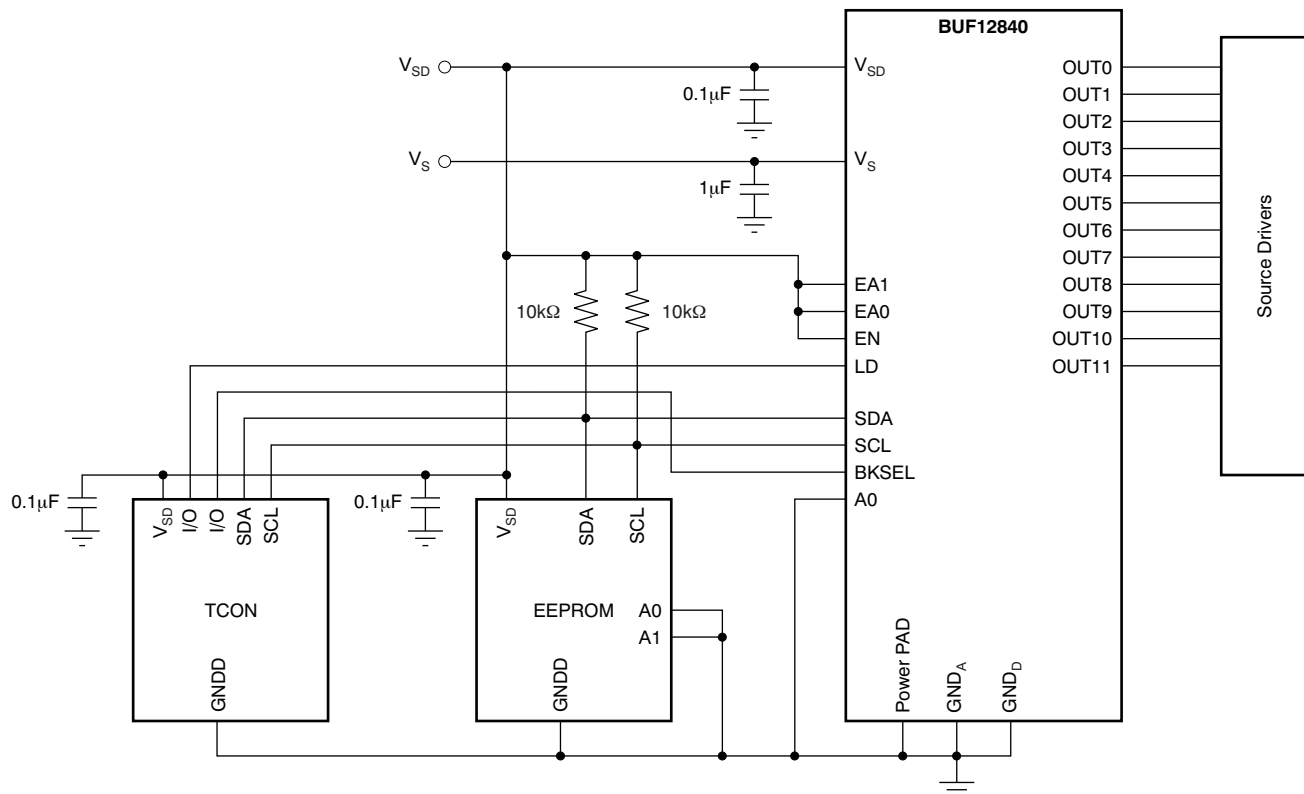 BUF12840
V_SD
0.1μF
V_SD
V_S
1μF
V_S
10kΩ
10kΩ
EA1
EA0
EN
LD
SDA
SCL
BKSEL
A0
OUT0
OUT1
OUT2
OUT3
OUT4
OUT5
OUT6
OUT7
OUT8
OUT9
OUT10
OUT11
Source Drivers
0.1μF
V_SD
I/O
I/O
SDA
SCL
TCON
GNDD
0.1μF
V_SD
SDA
SCL
EEPROM
A0
A1
GNDD
Power PAD
GND_A
GND_D